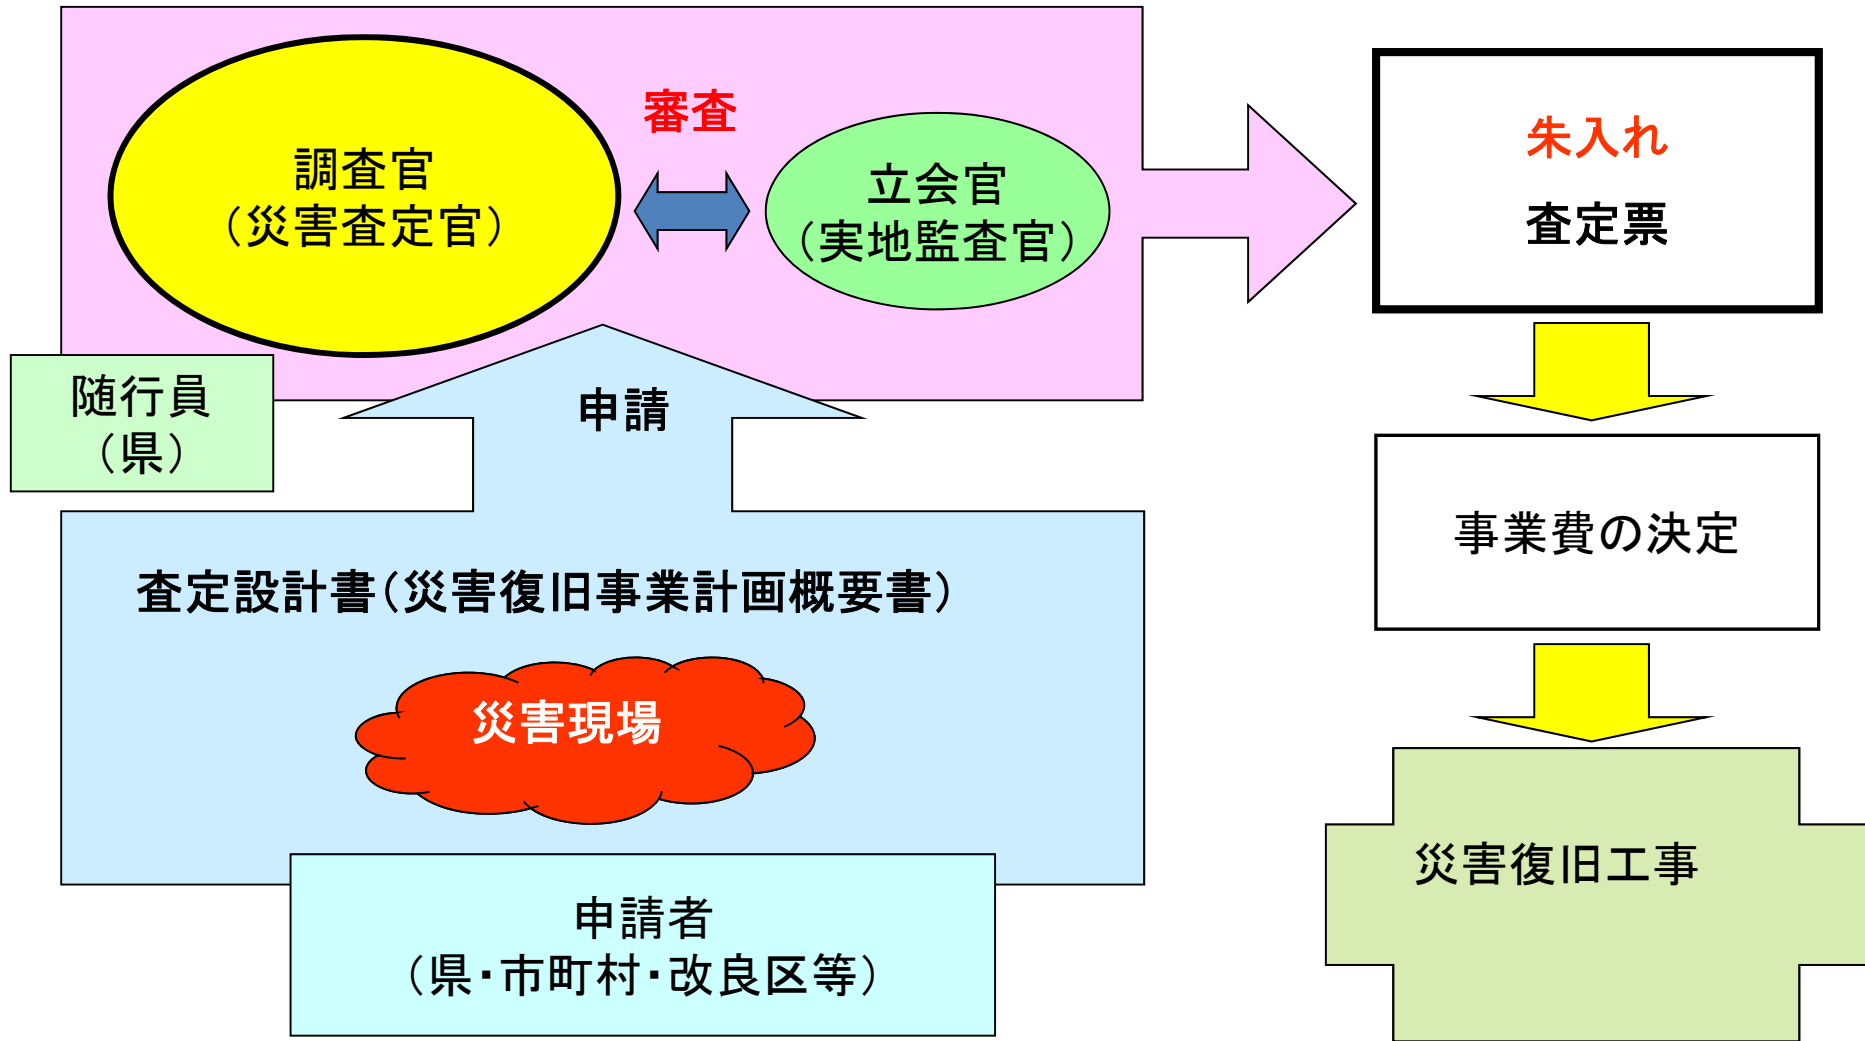 審査
調査官
（災害査定官）
立会官
（実地監査官）
朱入れ
査定票
随行員
（県）
申請
事業費の決定
査定設計書（災害復旧事業計画概要書）
災害現場
災害復旧工事
申請者
（県・市町村・改良区等）